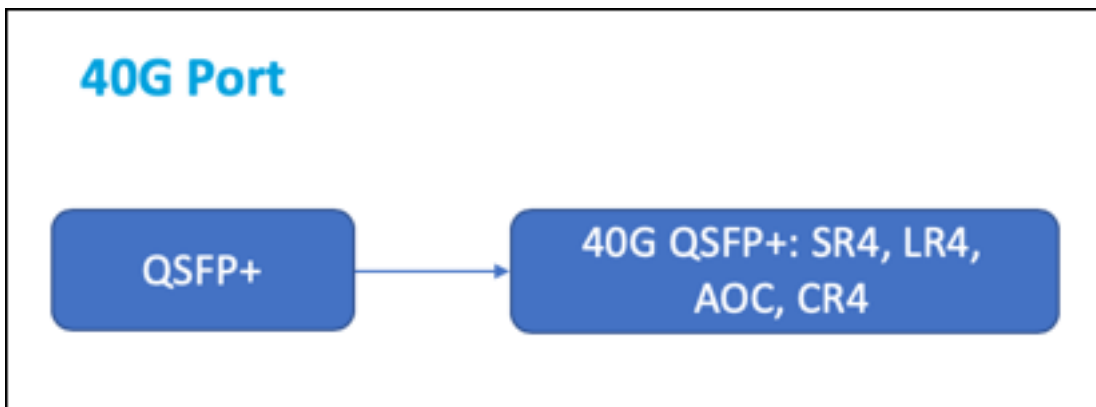 40G Port
QSFP+
40G QSFP+: SR4, LR4,
AOC, CR4